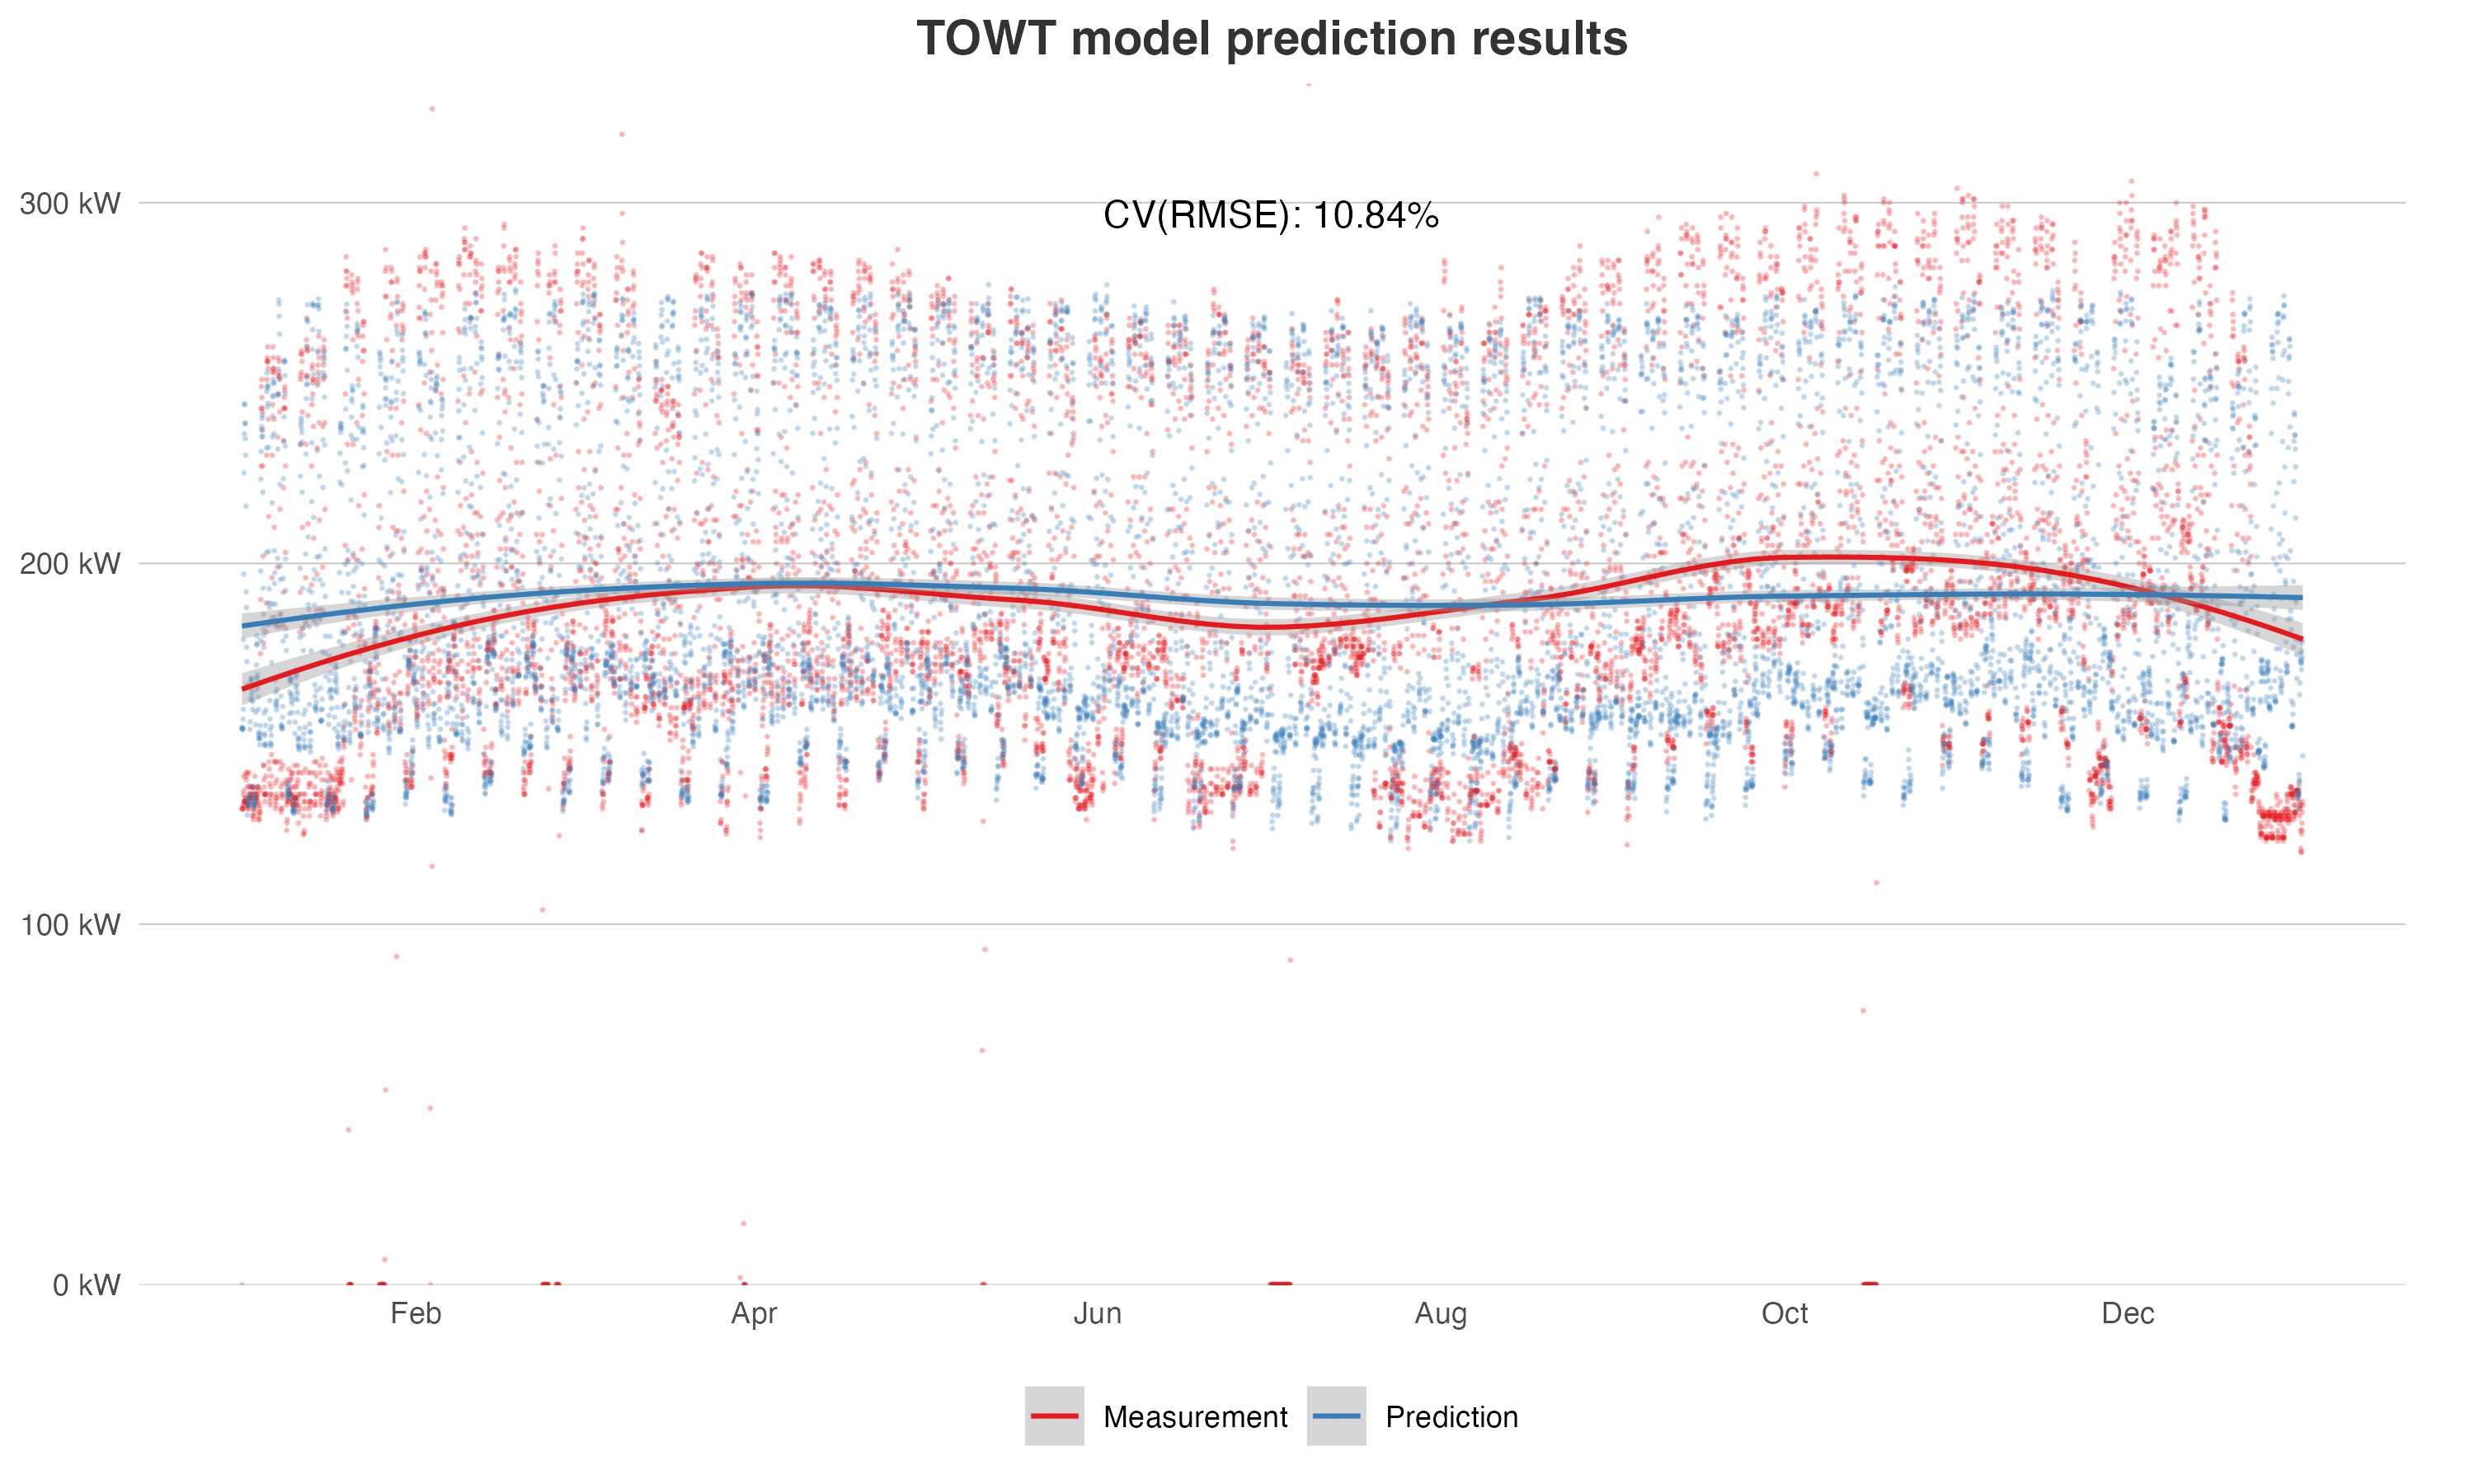 TOWT model prediction results
300 kW
CV(RMSE): 10.84%
200 kW
100 kW
0 kW
Feb Apr Jun Aug Oct Dec
Measurement Prediction